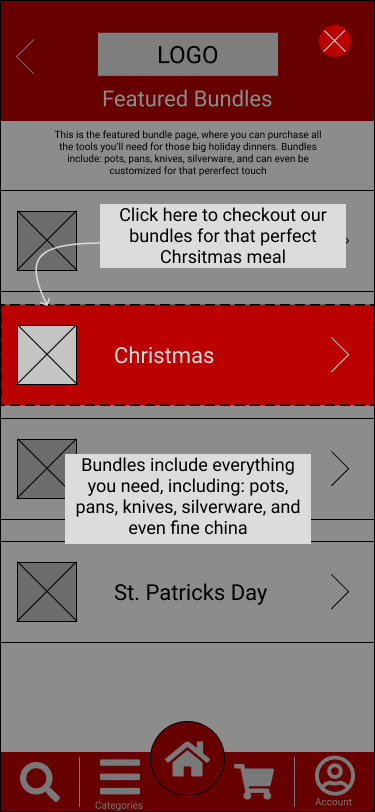 LOGO
Featured Bundles
This is the featured bundle page, where you can purchase all
the tools you'll need for those big holiday dinners. Bundles
include: pots, pans, knives, silverware, and can even be
customized for that pererfect touch
Click here to checkout our
bundles for that perfect
Chrsitmas meal
Christmas
Bundles include everything
you need, including: pots,
pans, knives, silverware, and
even fine china
St. Patricks Day
Categories
Account